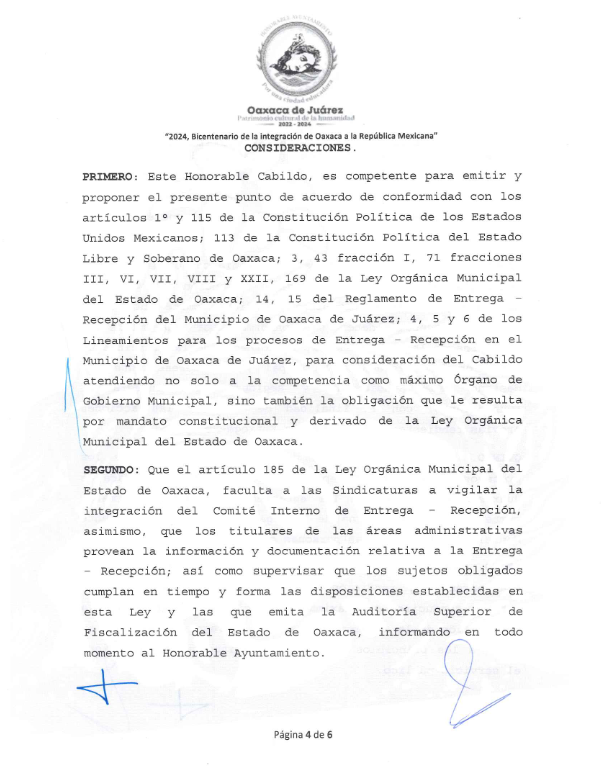 Oaxaca de Juárez
Patrimonio cultural de la humanidad
2022 - 2024
"2024, Bicentenario de la integración de Oaxaca a la República Mexicana"
CONSIDERACIONES.
PRIMERO: Este Honorable Cabildo, es competente para emitir y
proponer el presente punto de acuerdo de conformidad con los
artículos 1° y 115 de la Constitución Política de los Estados
Unidos Mexicanos; 113 de la Constitución Política del Estado
Libre y Soberano de Oaxaca; 3, 43 fracción I, 71 fracciones
III, VI, VII, VIII y XXII, 169 de la Ley Orgánica Municipal
del Estado de Oaxaca; 14, 15 del Reglamento de Entrega –
Recepción del Municipio de Oaxaca de Juárez; 4, 5 y 6 de los
Lineamientos para los procesos de Entrega – Recepción en el
Municipio de Oaxaca de Juárez, para consideración del Cabildo
atendiendo no solo a la competencia como máximo Órgano de
Gobierno Municipal, sino también la obligación que le resulta
por mandato constitucional y derivado de la Ley Orgánica
Municipal del Estado de Oaxaca.
SEGUNDO: Que el artículo 185 de la Ley Orgánica Municipal del
Estado de Oaxaca, faculta a las Sindicaturas a vigilar la
integración del Comité Interno de Entrega – Recepción,
asimismo, que los titulares de las áreas administrativas
provean la información y documentación relativa a la Entrega
– Recepción; así como supervisar que los sujetos obligados
cumplan en tiempo y forma las disposiciones establecidas en
esta Ley y las que emita la Auditoría Superior de
Fiscalización del Estado de Oaxaca, informando en todo
momento al Honorable Ayuntamiento.
Página 4 de 6